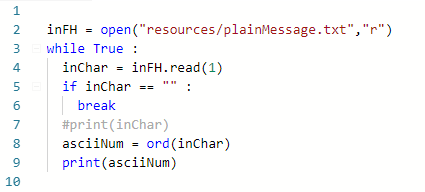 1
2 inFH = open("resources/plainMessage.txt","r")
3 while True :
4 inChar = inFH.read(1)
5 if inChar == "" :
6 break
7 #print(inChar)
8 asciiNum = ord(inChar)
9 print(asciiNum)
10